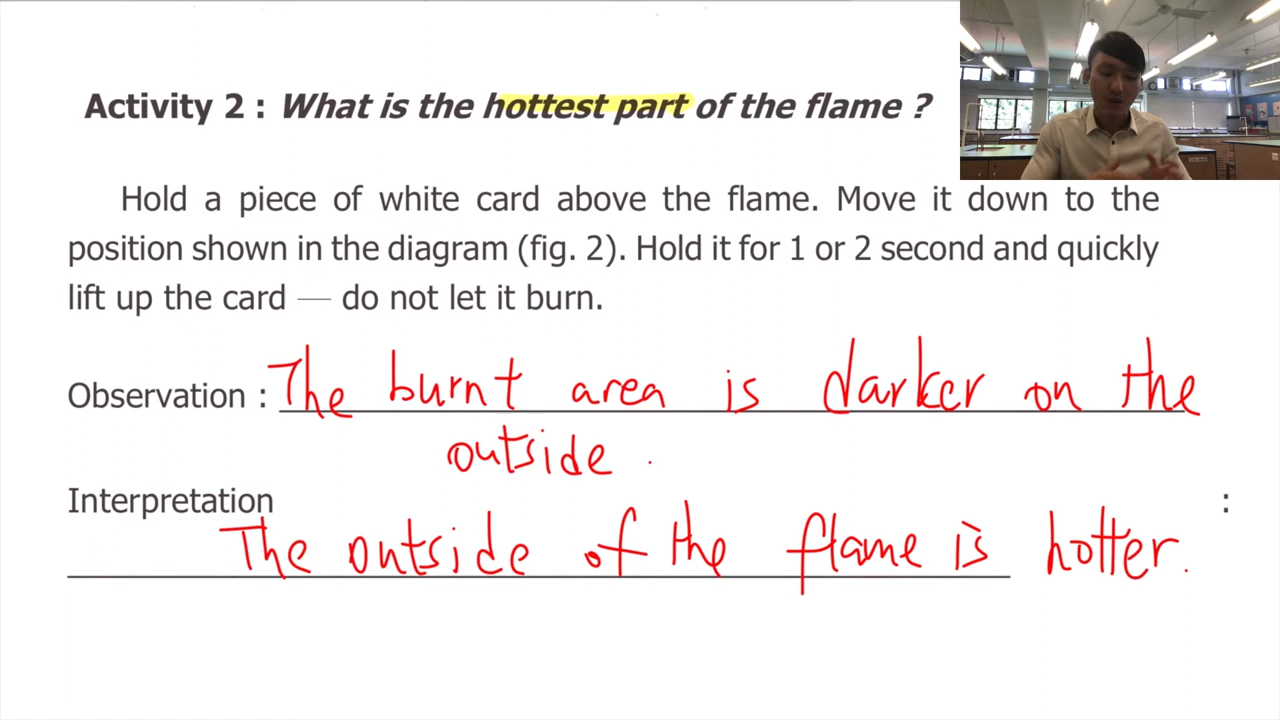 Activity 2 : What is the hottest part of the flame ?
Hold a piece of white card above the flame. Move it down to the
position shown in the diagram (fig. 2). Hold it for 1 or 2 second and quickly
lift up the card — do not let it burn.
Observation : The burnt area is darker on the
outside.
Interpretation :
The outside of the flame is hotter.